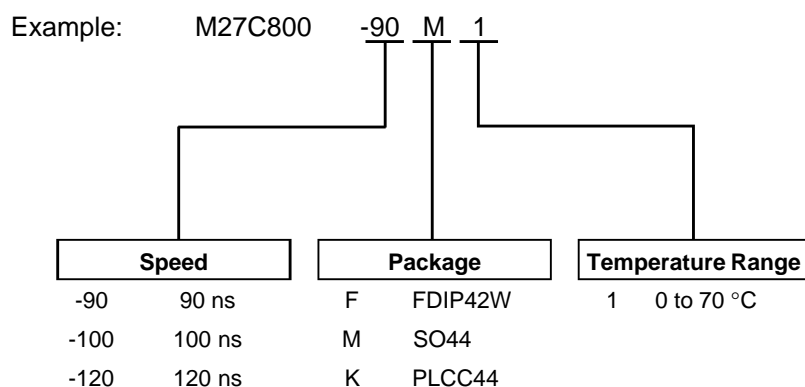 Example: M27C800 -90 M 1
Speed Package Temperature Range
-90 90 ns F FDIP42W 1 0 to 70 °C
-100 100 ns M SO44
-120 120 ns K PLCC44